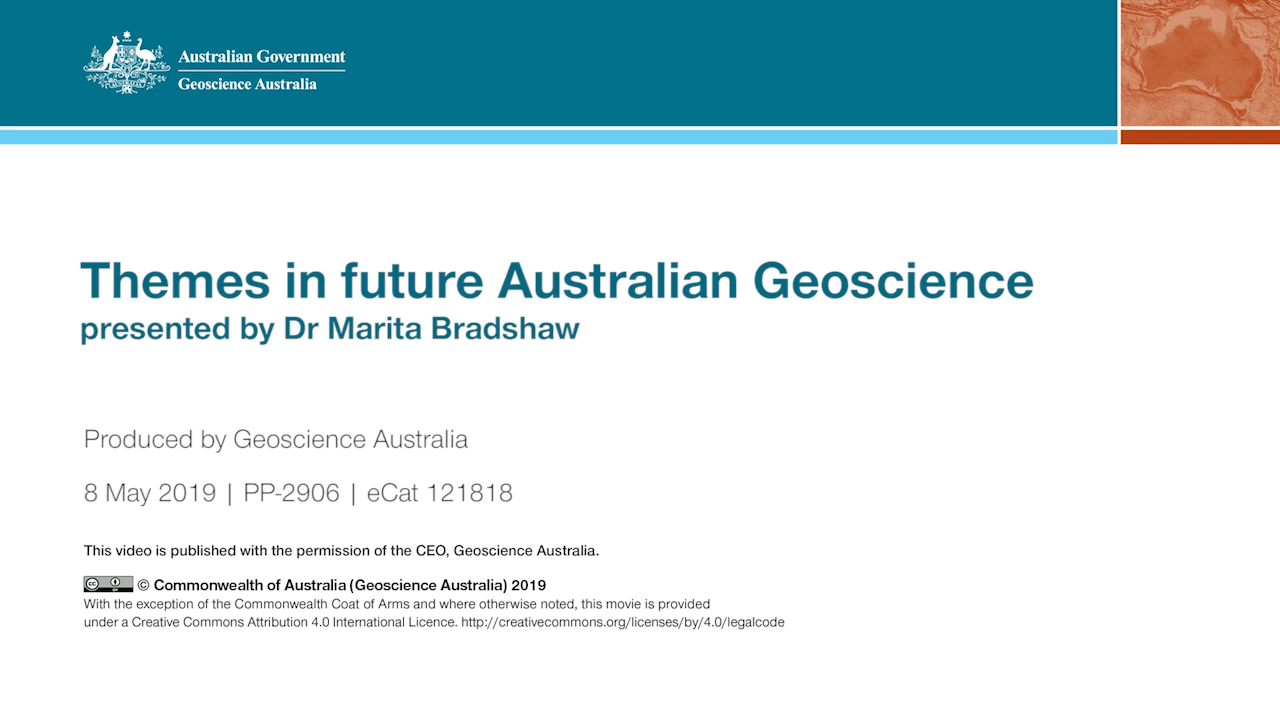 Australian Government
Geoscience Australia
Themes in future Australian Geoscience
presented by Dr Marita Bradshaw
Produced by Geoscience Australia
8 May 2019 | PP-2906 | eCat 121818
This video is published with the permission of the CEO, Geoscience Australia.
© Commonwealth of Australia (Geoscience Australia) 2019
With the exception of the Commonwealth Coat of Arms and where otherwise noted, this movie is provided
under a Creative Commons Attribution 4.0 International Licence. http://creativecommons.org/licenses/by/4.0/legalcode